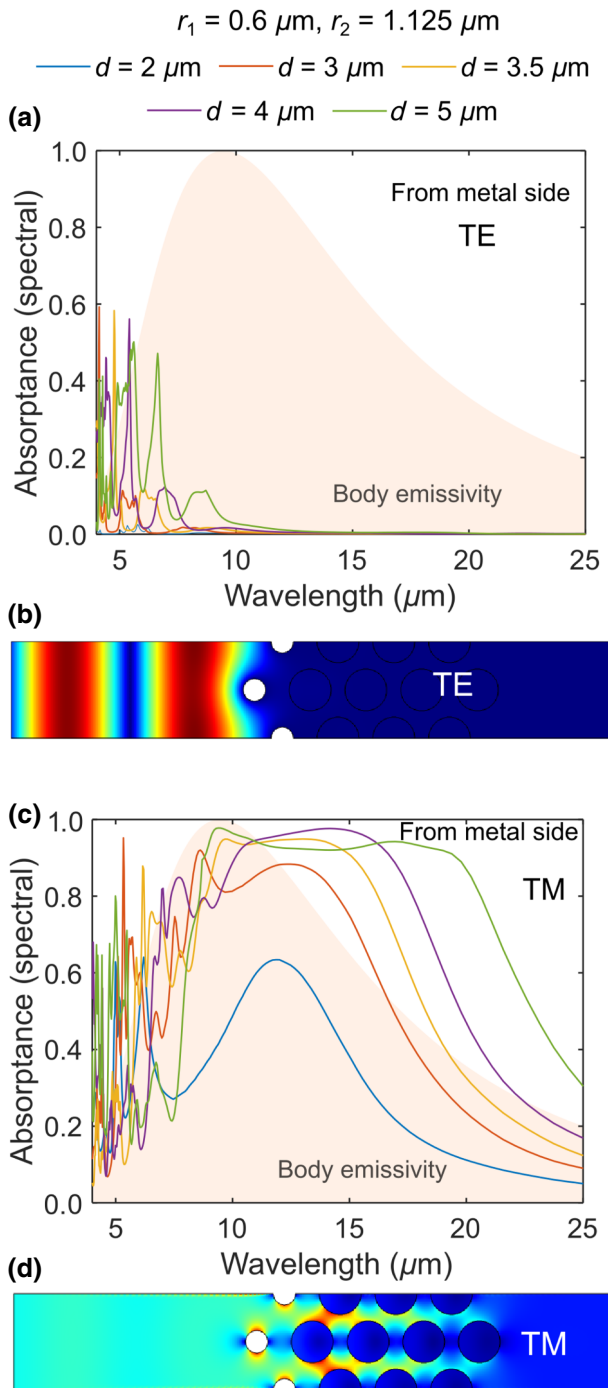 r₁ = 0.6 µm, r₂ = 1.125 µm
d = 2 µm d = 3 µm d = 3.5 µm
d = 4 µm d = 5 µm
(a)
1.0
0.8
0.6
0.4
0.2
0.0
Absorptance (spectral)
From metal side
TE
Body emissivity
5 10 15 20 25
Wavelength (µm)
(b)
TE
(c)
1.0
0.8
0.6
0.4
0.2
0.0
Absorptance (spectral)
From metal side
TM
Body emissivity
5 10 15 20 25
Wavelength (µm)
(d)
TM